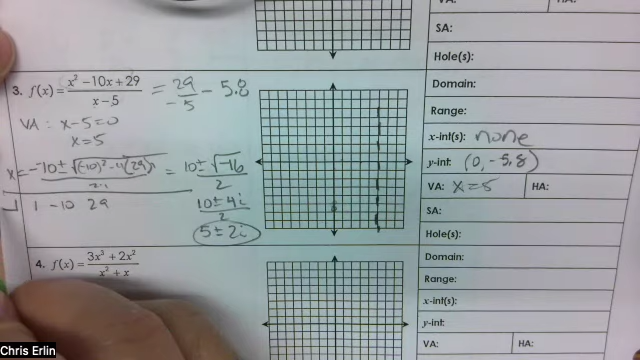 VA:
HA:
SA:
Hole(s):
3. f(x) = x² − 10x + 29 / x − 5 = 29 / −5 − 5.8
VA: x−5=0
x=5
x = −10 ± √(−10)² − 4(29) / 2·1 = 10 ± √−16 / 2
1 −10 29
10 ± 4i / 2
5 ± 2i
Domain:
Range:
x-int(s): none
y-int: (0, −5.8)
VA: x=5
HA:
SA:
Hole(s):
4. f(x) = 3x³ + 2x² / x² + x
Domain:
Range:
x-int(s):
y-int:
VA:
HA:
Chris Erlin